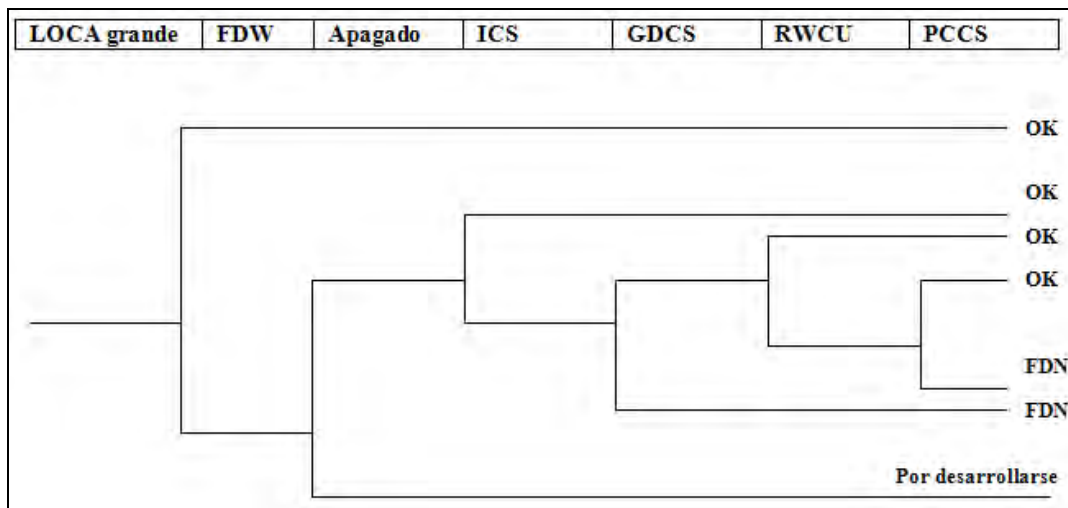 LOCA grande FDW Apagado ICS GDCS RWCU PCCS
OK
OK
OK
OK
FDN
FDN
Por desarrollarse